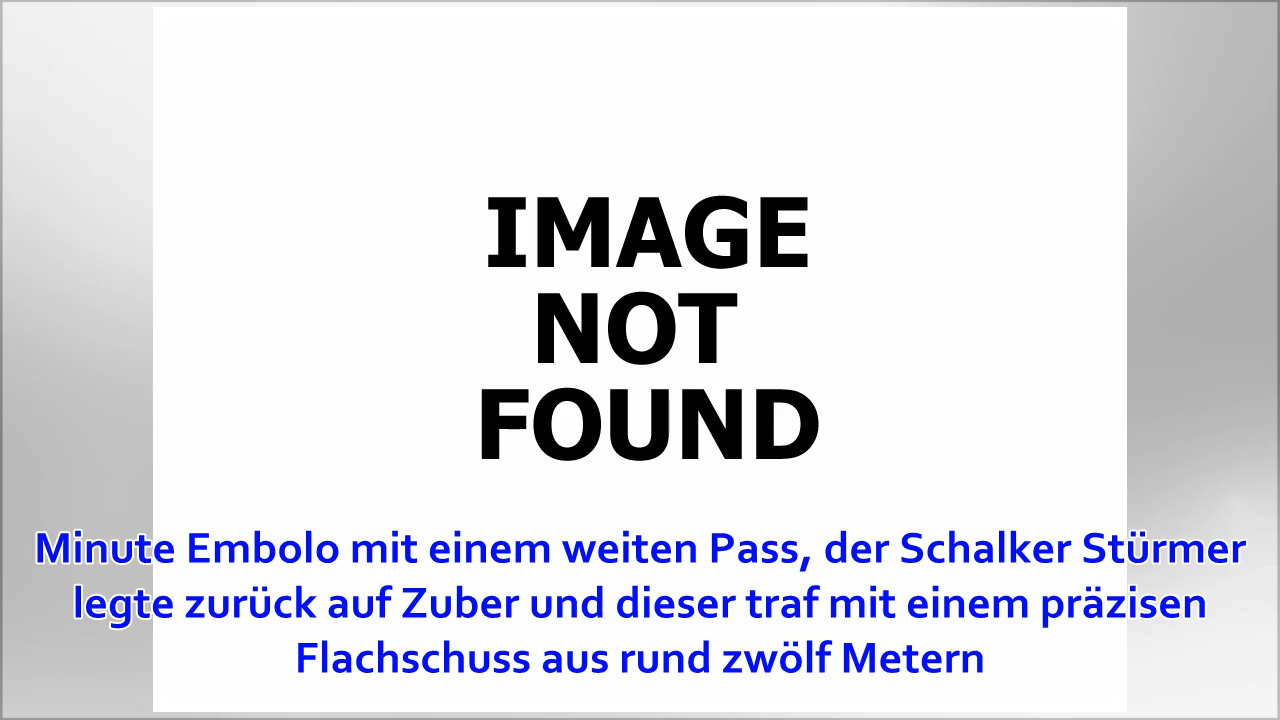 IMAGE
NOT
FOUND
Minute Embolo mit einem weiten Pass, der Schalker Stürmer
legte zurück auf Zuber und dieser traf mit einem präzisen
Flachschuss aus rund zwölf Metern